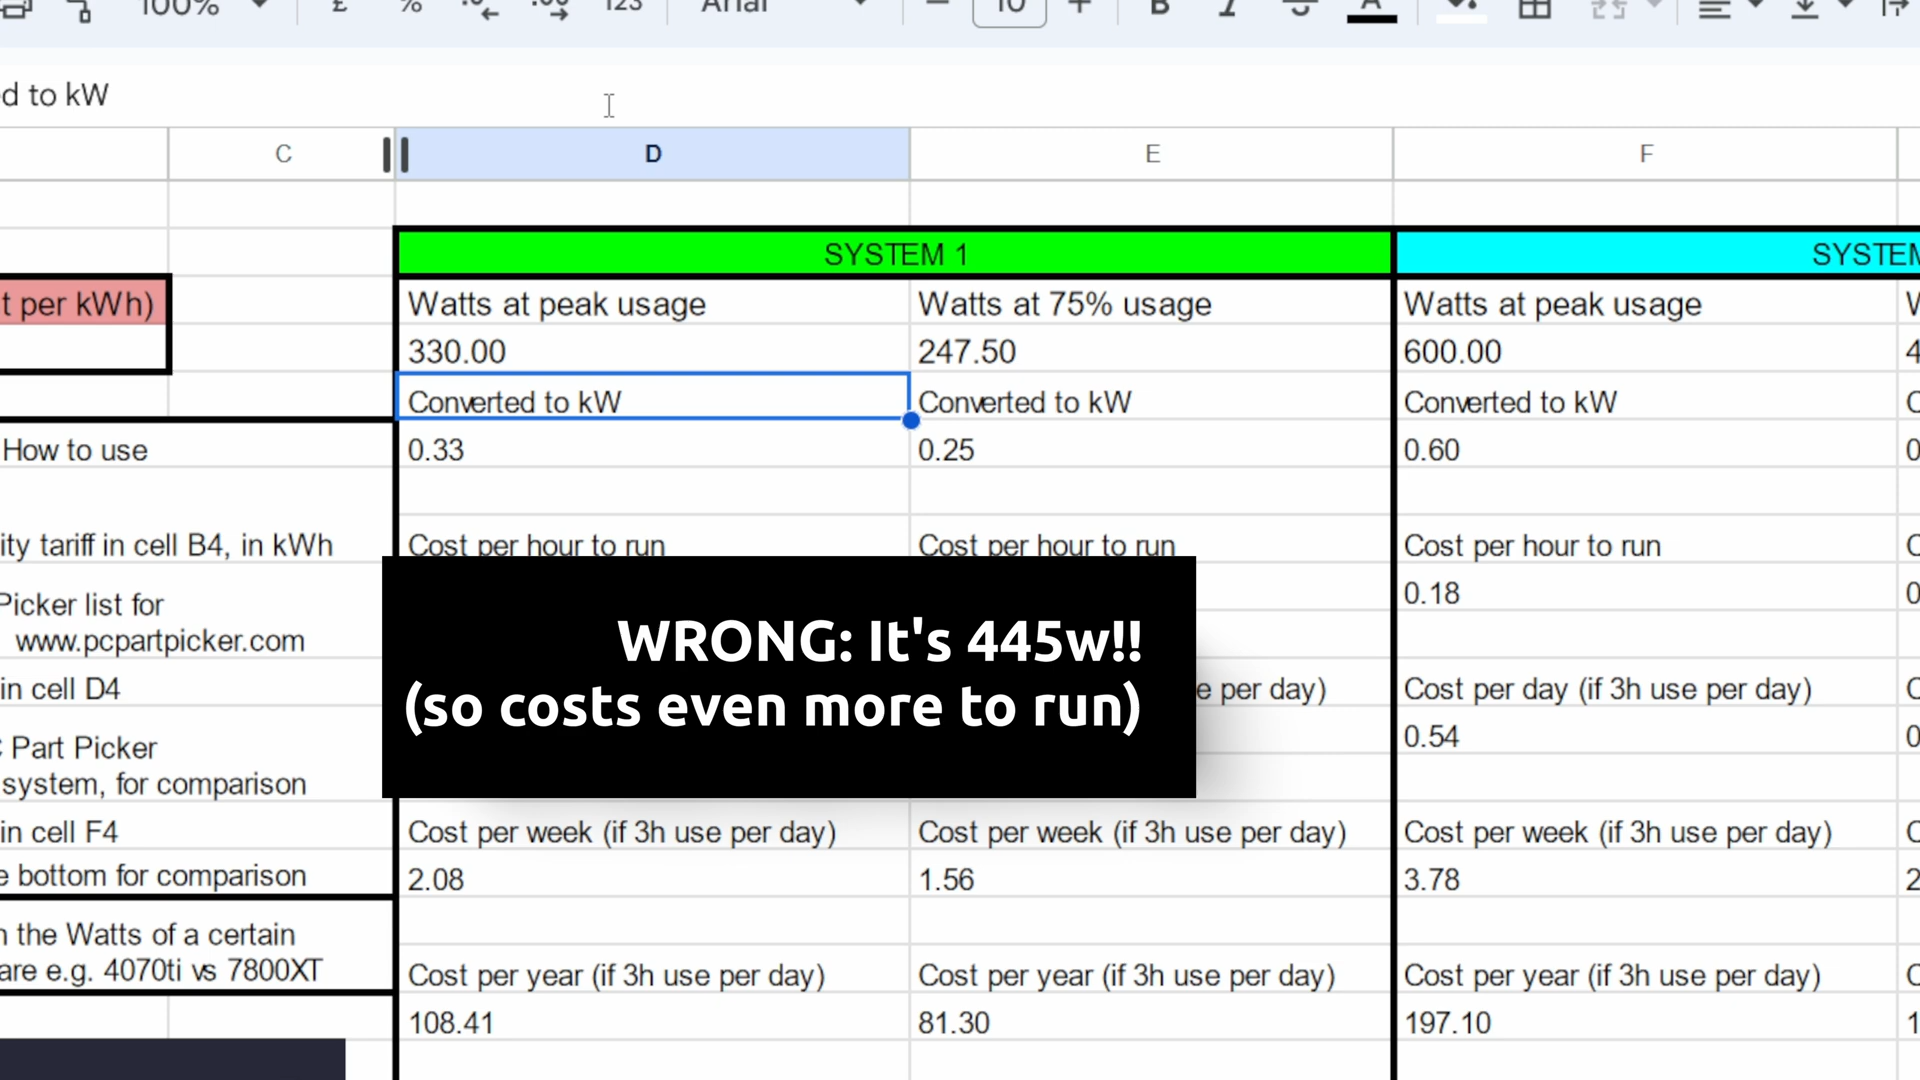 100%
£
%
123
Arial
10
B
A
ed to kW
C D E F
SYSTEM 1
SYSTEM
t per kWh)
Watts at peak usage Watts at 75% usage Watts at peak usage
330.00 247.50 600.00 4
Converted to kW Converted to kW Converted to kW C
How to use
0.33 0.25 0.60 0
ity tariff in cell B4, in kWh
Cost per hour to run Cost per hour to run Cost per hour to run C
Picker list for
0.18 0
www.pcpartpicker.com
WRONG: It's 445w!!
(so costs even more to run)
in cell D4
e per day) Cost per day (if 3h use per day) C
0.54 0
C Part Picker
system, for comparison
in cell F4
Cost per week (if 3h use per day) Cost per week (if 3h use per day) Cost per week (if 3h use per day) C
e bottom for comparison
2.08 1.56 3.78 2
n the Watts of a certain
are e.g. 4070ti vs 7800XT
Cost per year (if 3h use per day) Cost per year (if 3h use per day) Cost per year (if 3h use per day) C
108.41 81.30 197.10 1